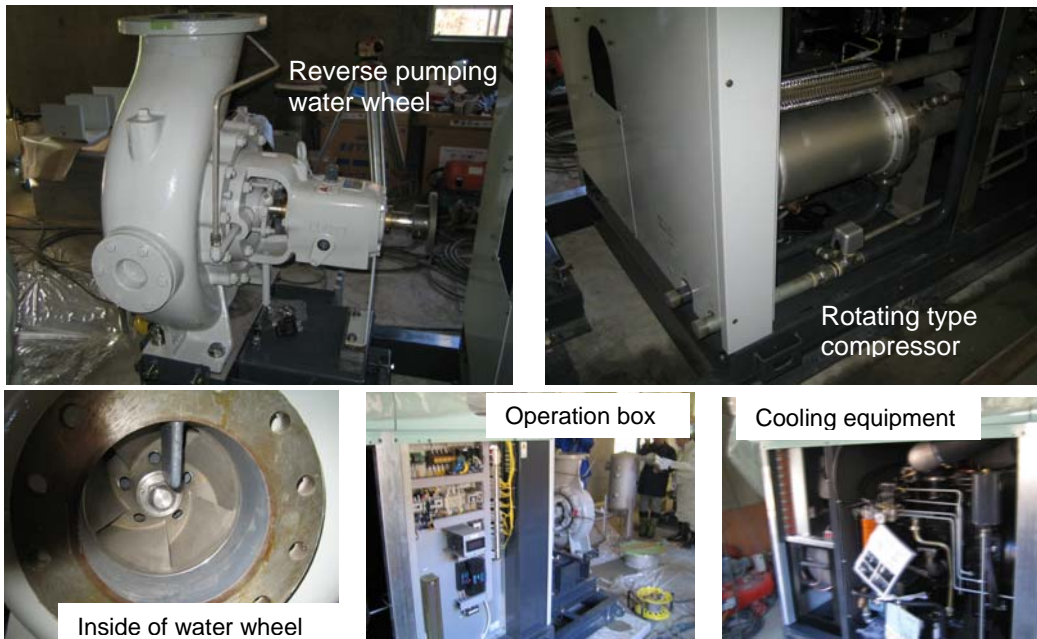 Reverse pumping
water wheel
Rotating type
compressor
Operation box
Cooling equipment
Inside of water wheel